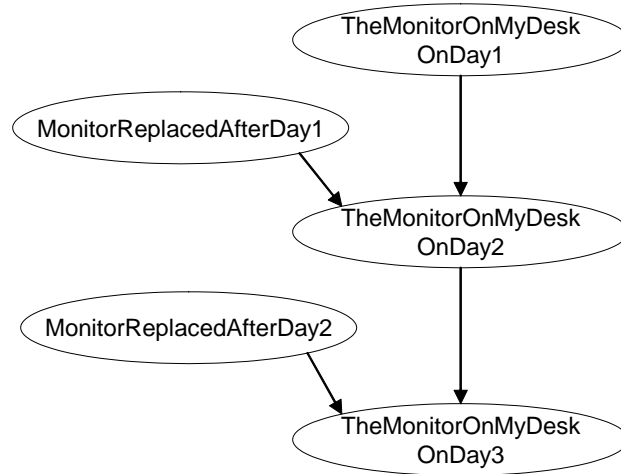 TheMonitorOnMyDesk
OnDay1
MonitorReplacedAfterDay1
TheMonitorOnMyDesk
OnDay2
MonitorReplacedAfterDay2
TheMonitorOnMyDesk
OnDay3